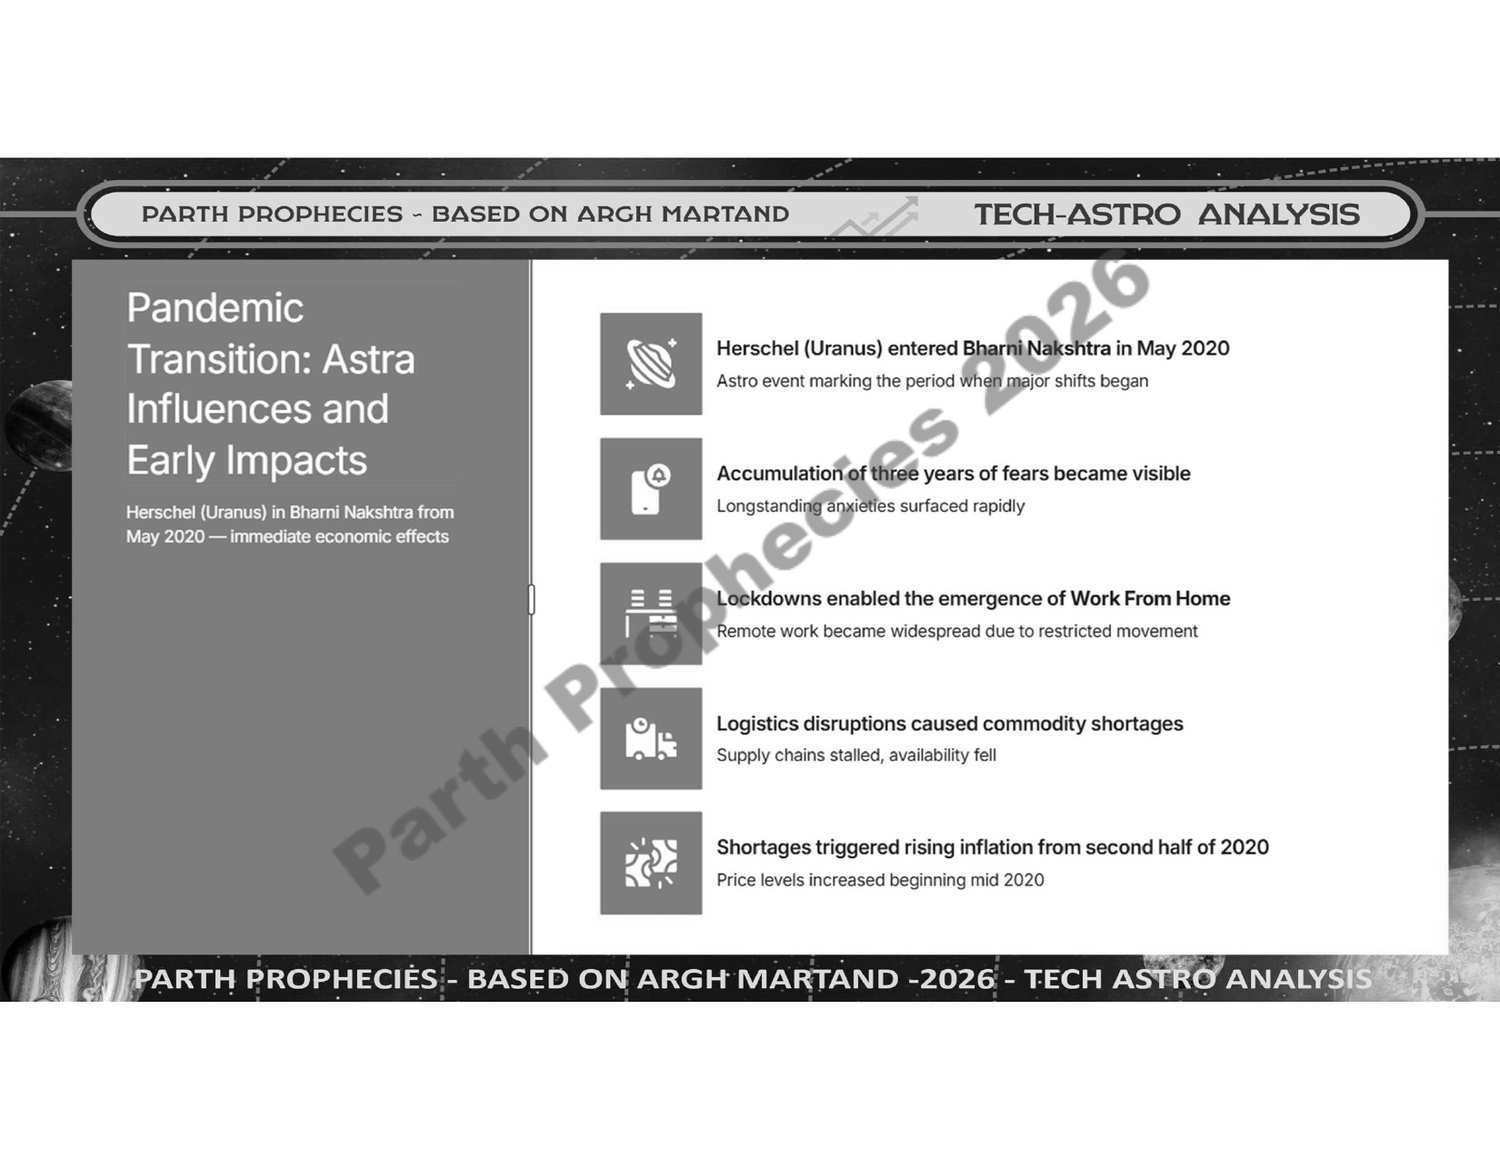 PARTH PROPHECIES ~ BASED ON ARGH MARTAND
TECH-ASTRO ANALYSIS
Pandemic
Transition: Astra
Influences and
Early Impacts
Herschel (Uranus) in Bharni Nakshtra from
May 2020 — immediate economic effects
Herschel (Uranus) entered Bharni Nakshtra in May 2020
Astro event marking the period when major shifts began
Accumulation of three years of fears became visible
Longstanding anxieties surfaced rapidly
Lockdowns enabled the emergence of Work From Home
Remote work became widespread due to restricted movement
Logistics disruptions caused commodity shortages
Supply chains stalled, availability fell
Shortages triggered rising inflation from second half of 2020
Price levels increased beginning mid 2020
Parth Prophecies 2026
PARTH PROPHECIES - BASED ON ARGH MARTAND -2026 - TECH ASTRO ANALYSIS